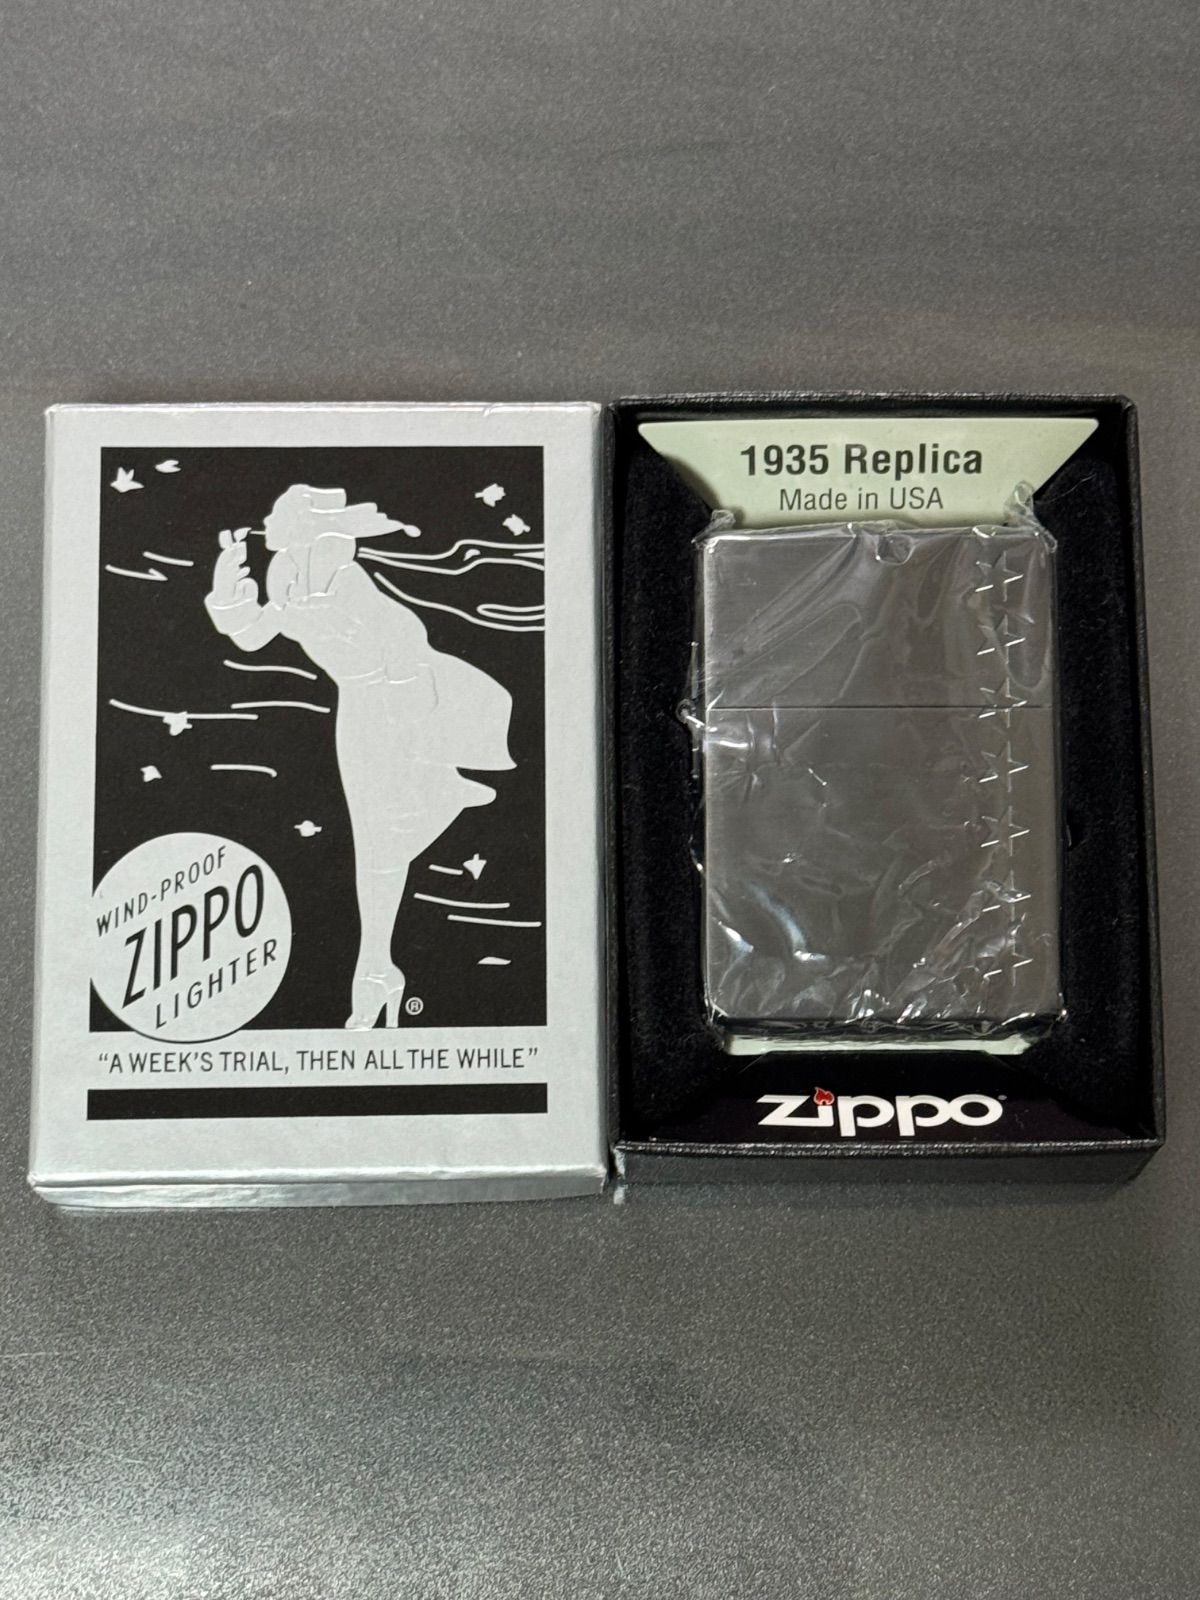 WIND-PROOF
ZIPPO
LIGHTER
®
“A WEEK’S TRIAL, THEN ALL THE WHILE”
1935 Replica
Made in USA
zippo